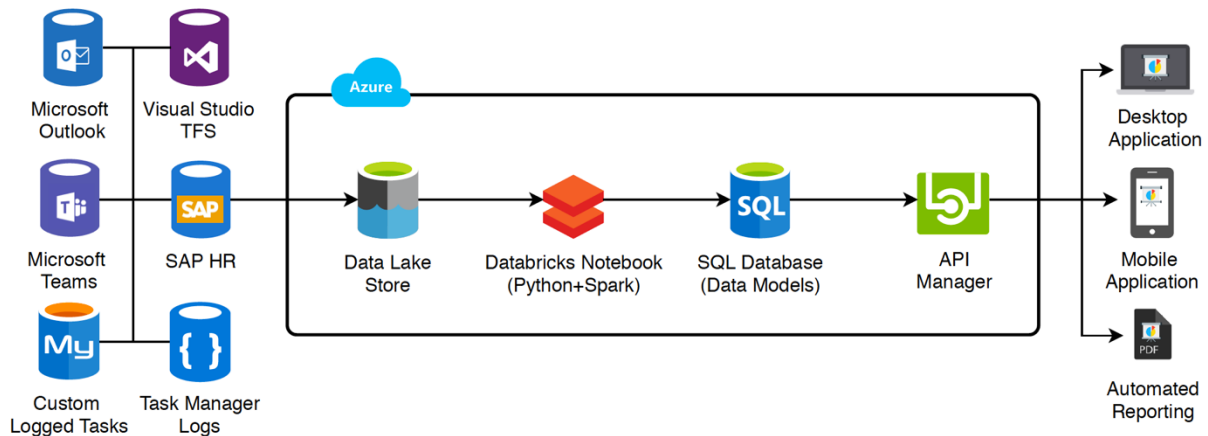 Microsoft
Outlook
Visual Studio
TFS
Microsoft
Teams
SAP
SAP HR
My
Custom
Logged Tasks
{ }
Task Manager
Logs
Azure
Data Lake
Store
Databricks Notebook
(Python+Spark)
SQL
SQL Database
(Data Models)
API
Manager
Desktop
Application
Mobile
Application
PDF
Automated
Reporting